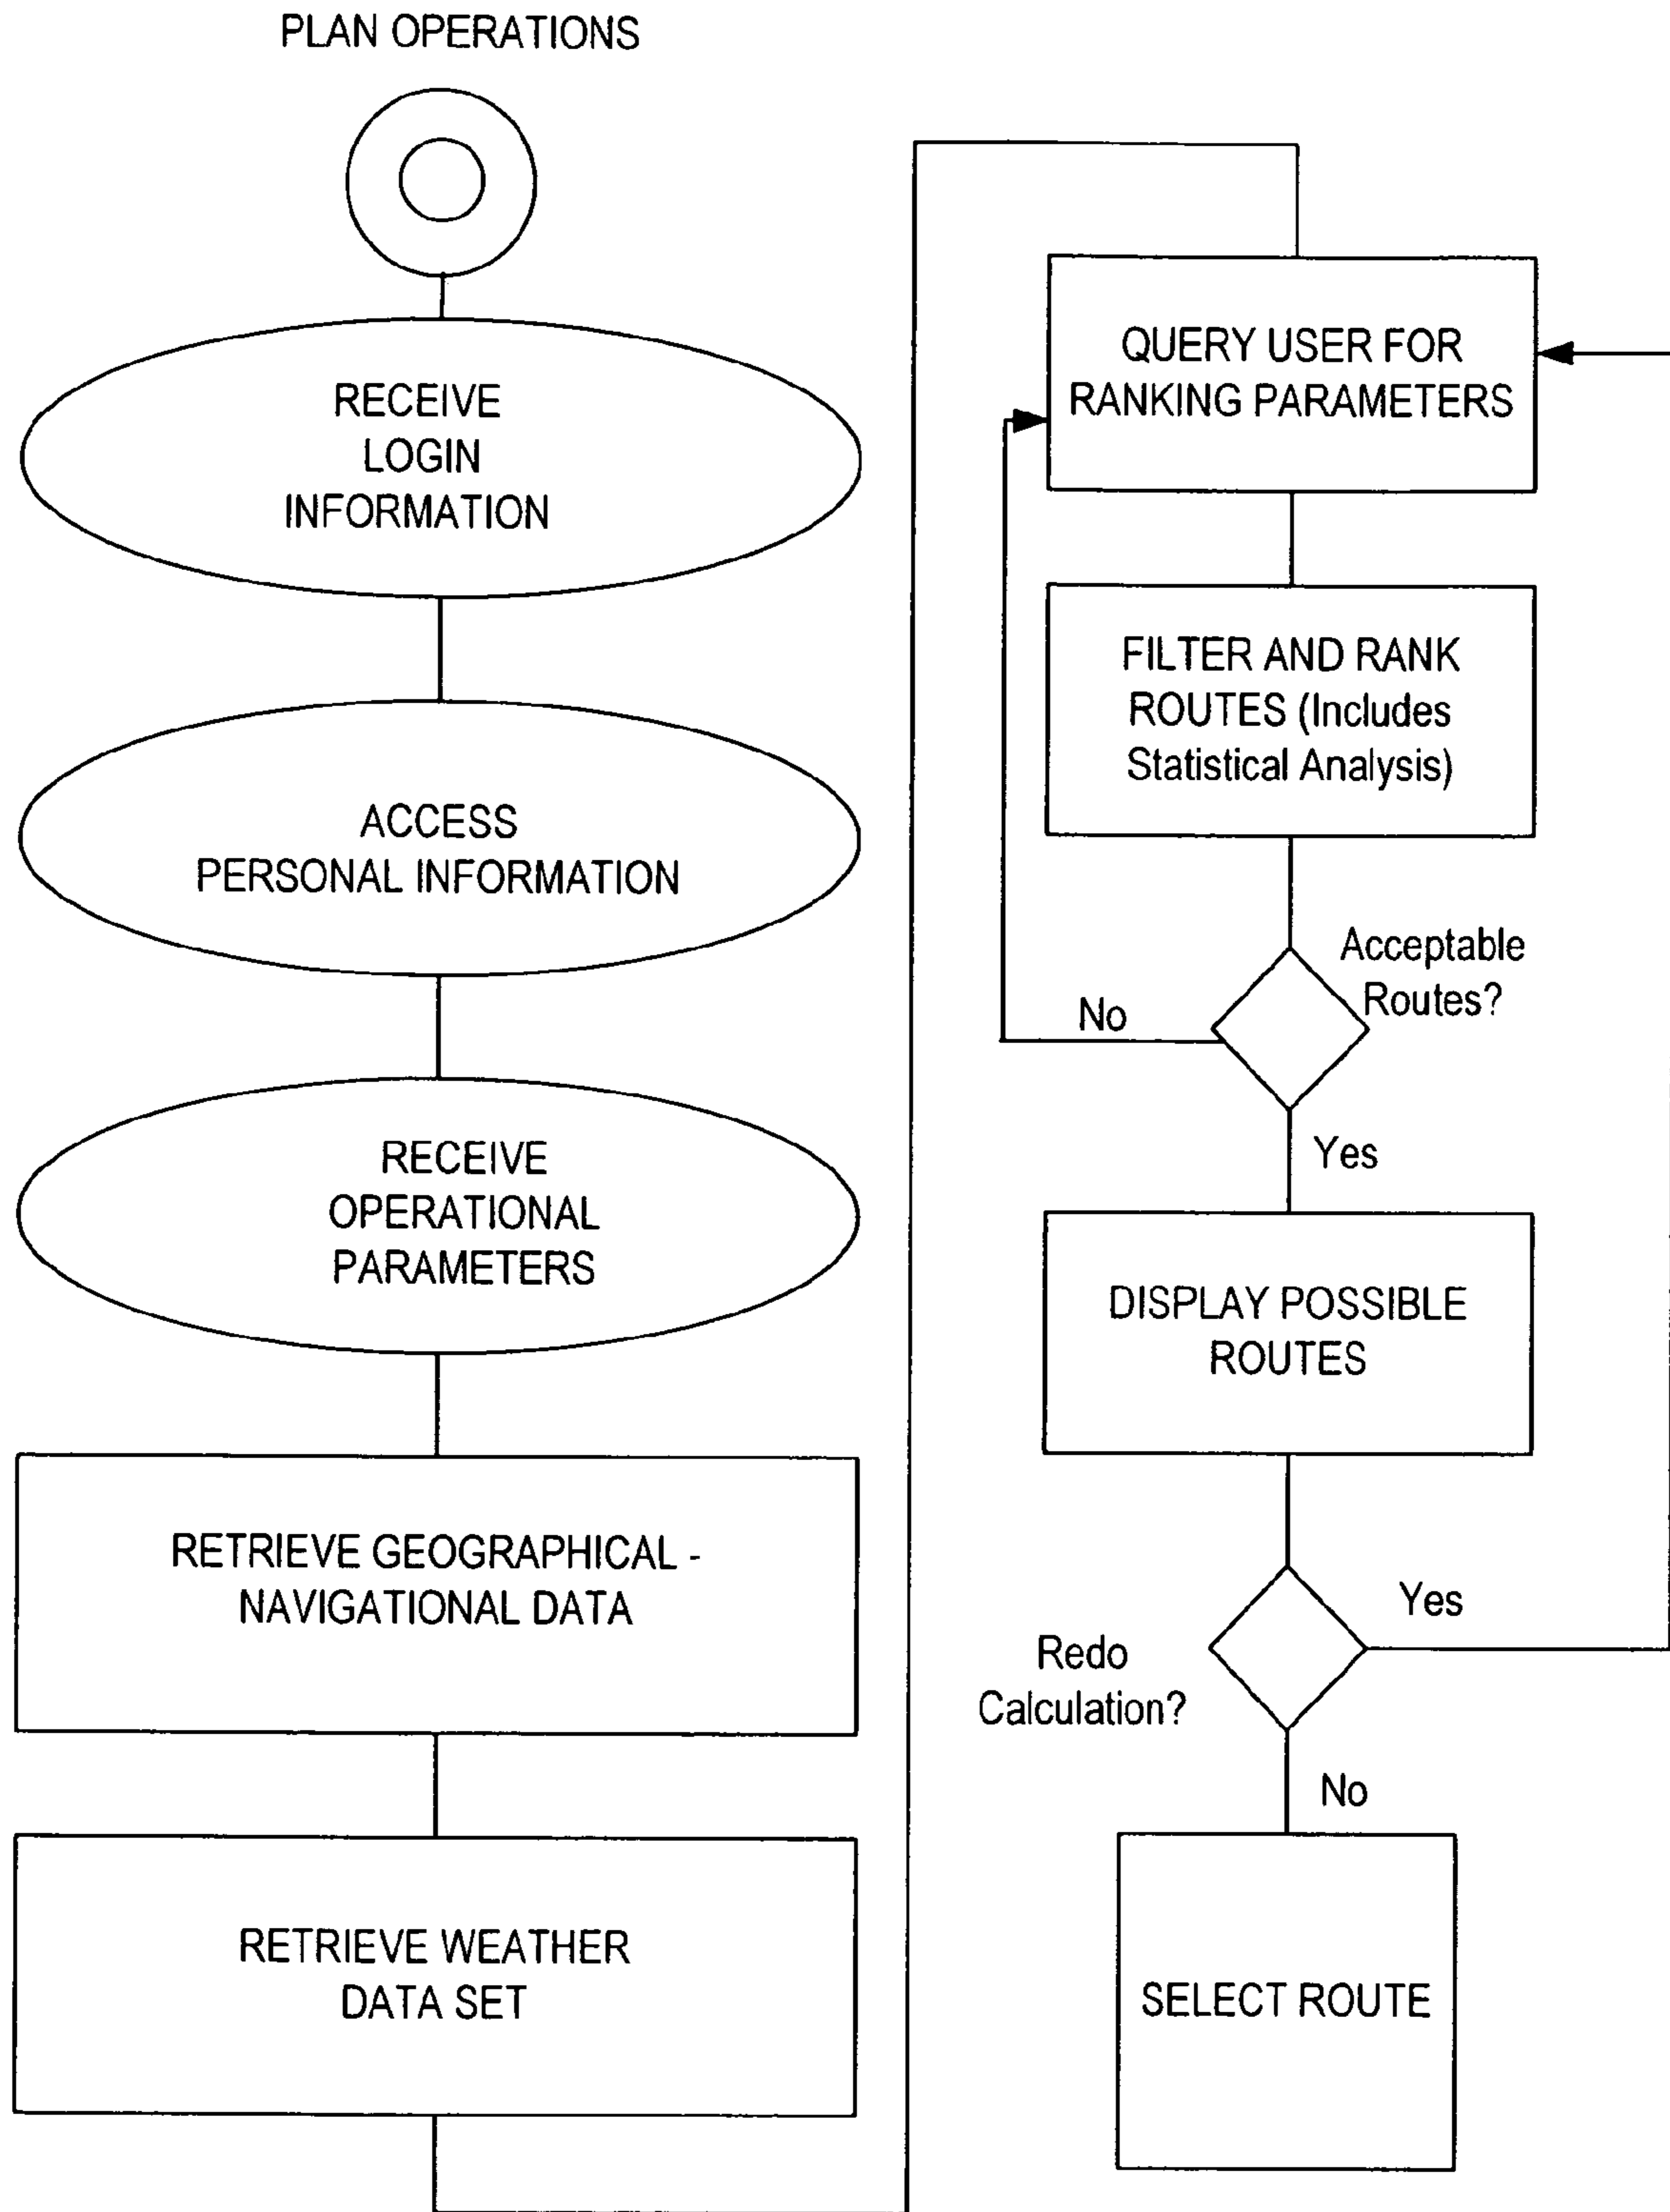 PLAN OPERATIONS
RECEIVE
LOGIN
INFORMATION
ACCESS
PERSONAL INFORMATION
RECEIVE
OPERATIONAL
PARAMETERS
RETRIEVE GEOGRAPHICAL -
NAVIGATIONAL DATA
RETRIEVE WEATHER
DATA SET
QUERY USER FOR
RANKING PARAMETERS
FILTER AND RANK
ROUTES (Includes
Statistical Analysis)
Acceptable
Routes?
No
Yes
DISPLAY POSSIBLE
ROUTES
Redo
Calculation?
Yes
No
SELECT ROUTE